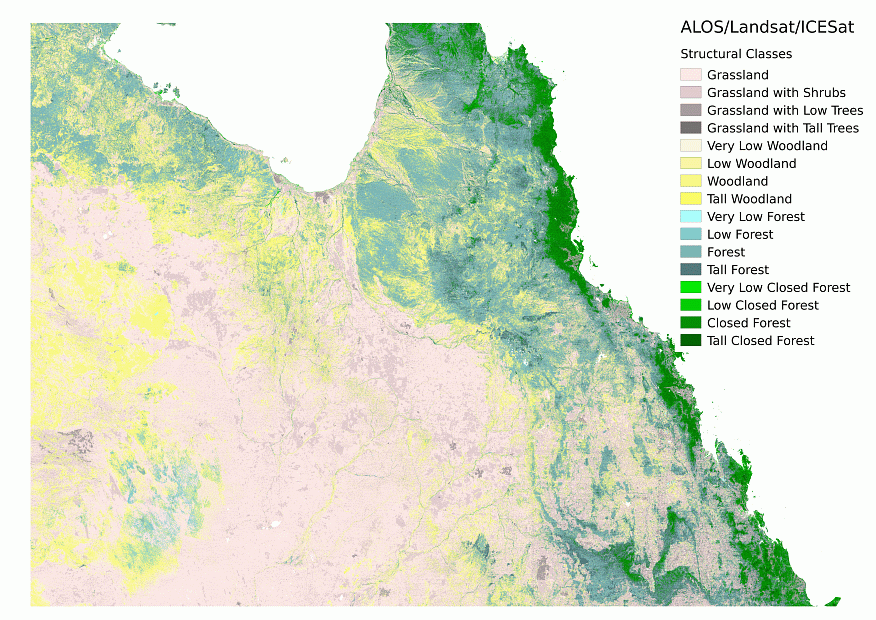 ALOS/Landsat/ICESat
Structural Classes
Grassland
Grassland with Shrubs
Grassland with Low Trees
Grassland with Tall Trees
Very Low Woodland
Low Woodland
Woodland
Tall Woodland
Very Low Forest
Low Forest
Forest
Tall Forest
Very Low Closed Forest
Low Closed Forest
Closed Forest
Tall Closed Forest